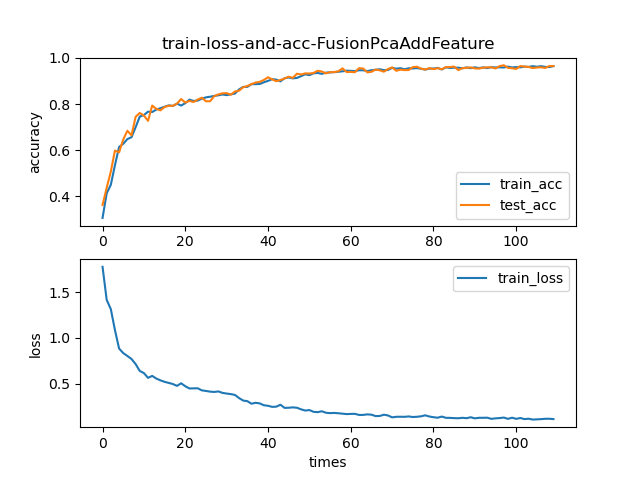 train-loss-and-acc-FusionPcaAddFeature
1.0
0.8
0.6
0.4
accuracy
train_acc
test_acc
0 20 40 60 80 100
1.5
1.0
0.5
loss
train_loss
0 20 40 60 80 100
times